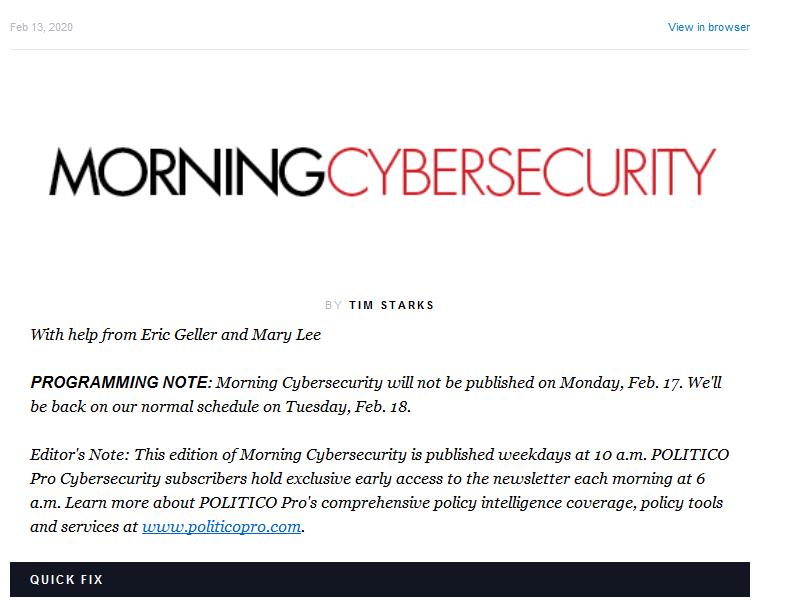 Feb 13, 2020 View in browser
MORNINGCYBERSECURITY
BY TIM STARKS
With help from Eric Geller and Mary Lee
PROGRAMMING NOTE: Morning Cybersecurity will not be published on Monday, Feb. 17. We'll
be back on our normal schedule on Tuesday, Feb. 18.
Editor's Note: This edition of Morning Cybersecurity is published weekdays at 10 a.m. POLITICO
Pro Cybersecurity subscribers hold exclusive early access to the newsletter each morning at 6
a.m. Learn more about POLITICO Pro's comprehensive policy intelligence coverage, policy tools
and services at www.politicopro.com.
QUICK FIX